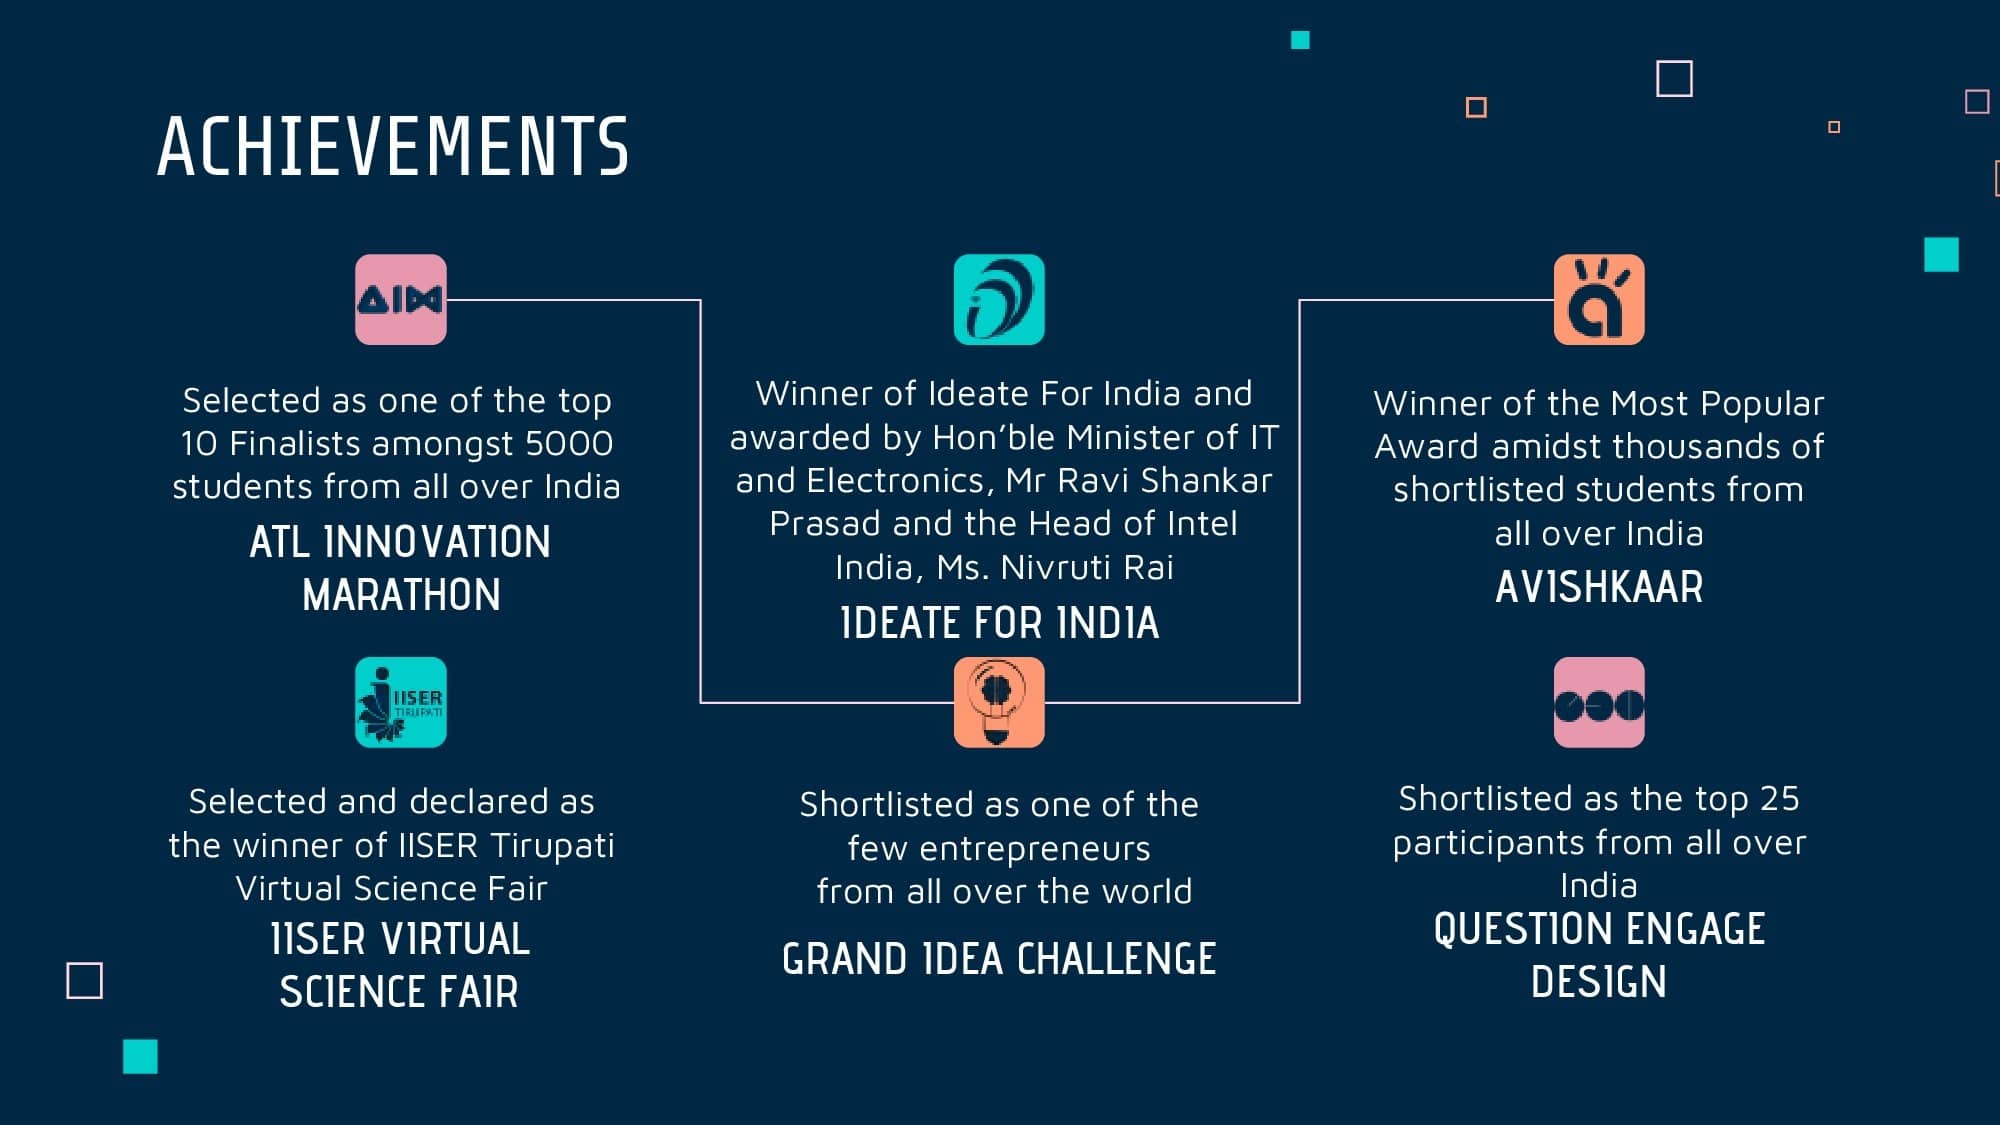 ACHIEVEMENTS
AIM
Selected as one of the top
10 Finalists amongst 5000
students from all over India
ATL INNOVATION
MARATHON
Winner of Ideate For India and
awarded by Hon’ble Minister of IT
and Electronics, Mr Ravi Shankar
Prasad and the Head of Intel
India, Ms. Nivruti Rai
IDEATE FOR INDIA
Winner of the Most Popular
Award amidst thousands of
shortlisted students from
all over India
AVISHKAAR
IISER
TIRUPATI
Selected and declared as
the winner of IISER Tirupati
Virtual Science Fair
IISER VIRTUAL
SCIENCE FAIR
Shortlisted as one of the
few entrepreneurs
from all over the world
GRAND IDEA CHALLENGE
Shortlisted as the top 25
participants from all over
India
QUESTION ENGAGE
DESIGN